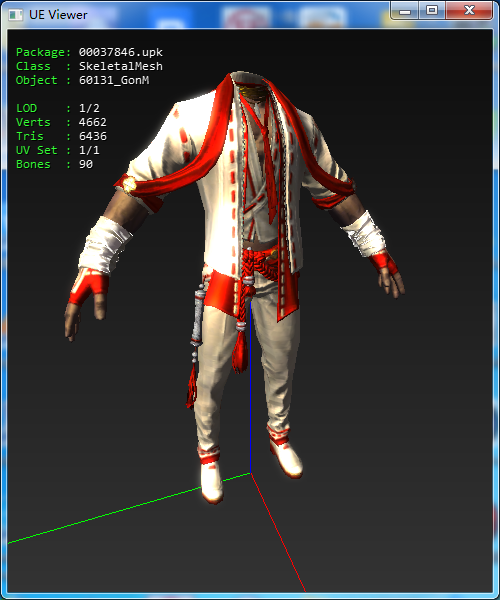 UE Viewer
Package: 00037846.upk
Class : SkeletalMesh
Object : 60131_GonM
LOD : 1/2
Verts : 4662
Tris : 6436
UV Set : 1/1
Bones : 90